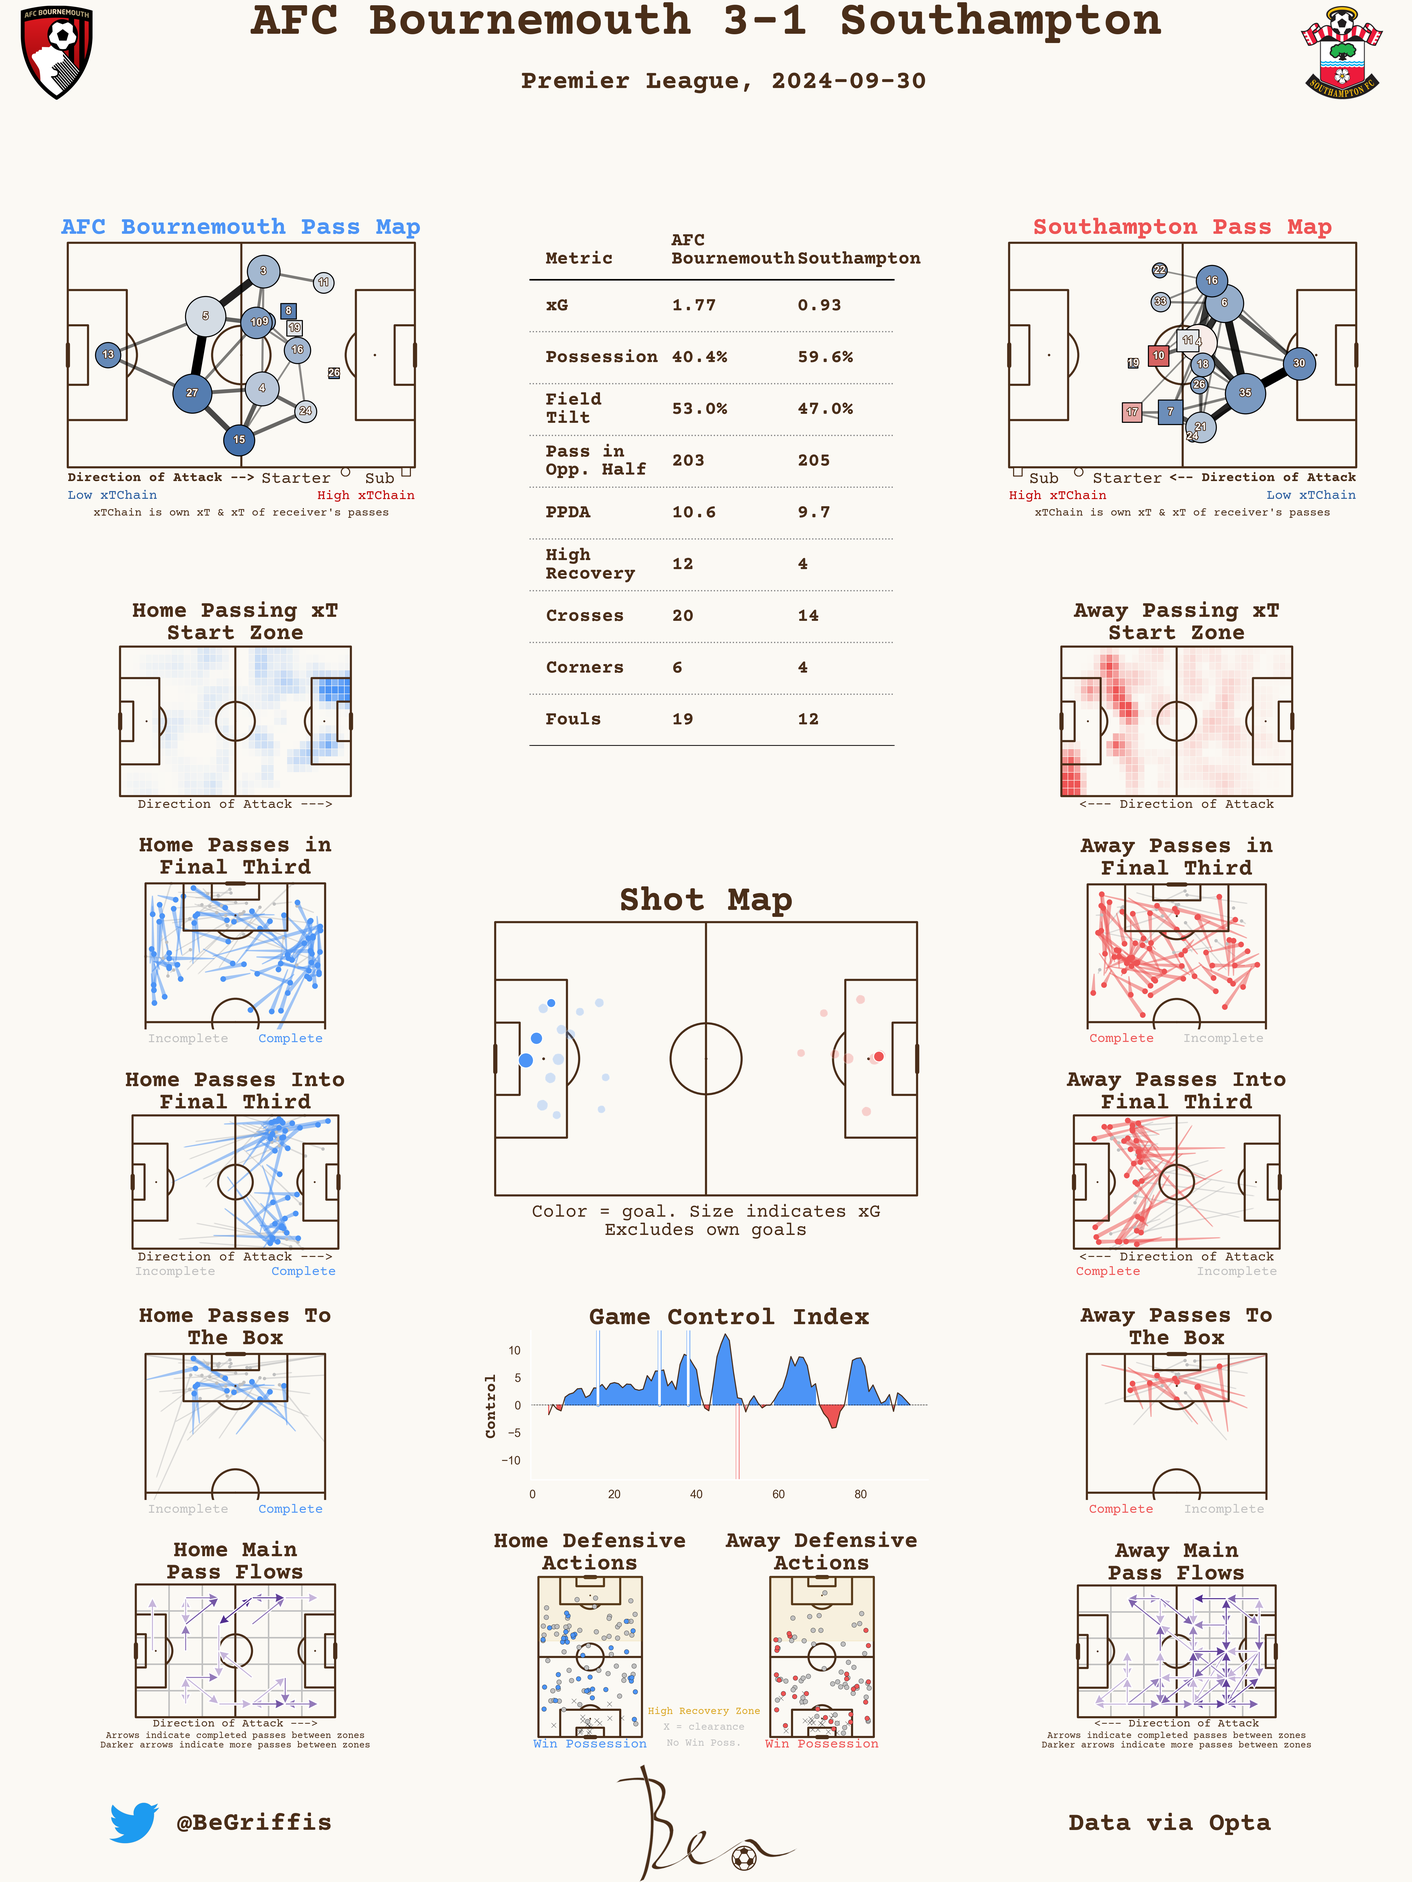 AFC Bournemouth 3-1 Southampton
Premier League, 2024-09-30
AFC BOURNEMOUTH
SOUTHAMPTON FC
AFC Bournemouth Pass Map
3
11
5
10
9
8
19
16
13
26
27
4
24
15
Direction of Attack --> Starter Sub
Low xTChain High xTChain
xTChain is own xT & xT of receiver's passes
Metric AFC Bournemouth Southampton
xG 1.77 0.93
Possession 40.4% 59.6%
Field Tilt 53.0% 47.0%
Pass in Opp. Half 203 205
PPDA 10.6 9.7
High Recovery 12 4
Crosses 20 14
Corners 6 4
Fouls 19 12
Southampton Pass Map
22
16
33
6
11
4
10
19
18
30
26
35
17
7
21
24
Sub Starter <-- Direction of Attack
High xTChain Low xTChain
xTChain is own xT & xT of receiver's passes
Home Passing xT
Start Zone
Direction of Attack --->
Away Passing xT
Start Zone
<--- Direction of Attack
Home Passes in
Final Third
Incomplete Complete
Away Passes in
Final Third
Complete Incomplete
Shot Map
Color = goal. Size indicates xG
Excludes own goals
Home Passes Into
Final Third
Direction of Attack --->
Incomplete Complete
Away Passes Into
Final Third
<--- Direction of Attack
Complete Incomplete
Home Passes To
The Box
Incomplete Complete
Game Control Index
Control
10
5
0
−5
−10
0 20 40 60 80
Away Passes To
The Box
Complete Incomplete
Home Main
Pass Flows
Direction of Attack --->
Arrows indicate completed passes between zones
Darker arrows indicate more passes between zones
Home Defensive
Actions
Win Possession
High Recovery Zone
X = clearance
No Win Poss.
Away Defensive
Actions
Win Possession
Away Main
Pass Flows
<--- Direction of Attack
Arrows indicate completed passes between zones
Darker arrows indicate more passes between zones
@BeGriffis
Ben
Data via Opta